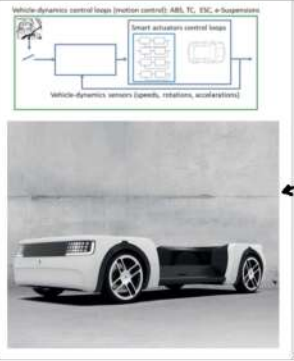 Vehicle-dynamics control loops (motion control): ABS, TC, ESC, e-Suspensions
Smart actuators control loops
Vehicle-dynamics sensors (speeds, rotations, accelarations)